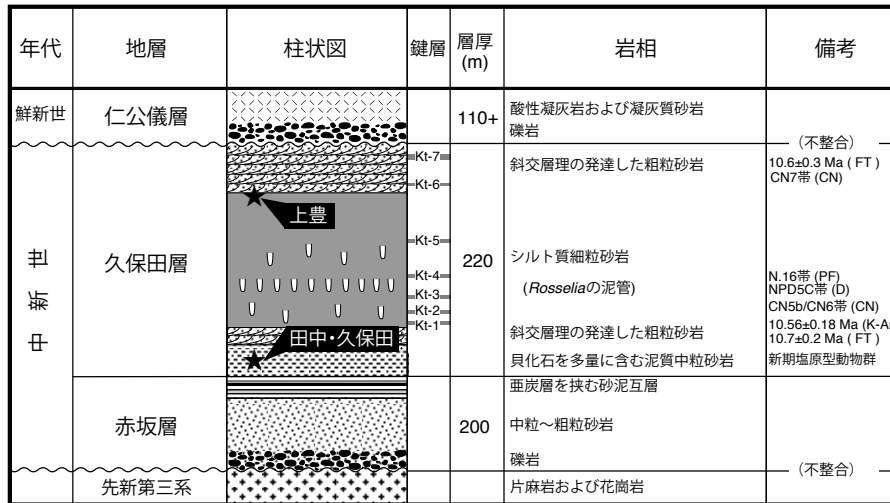 年代 地層 柱状図 鍵層 層厚 (m) 岩相 備考
鮮新世 仁公儀層 110+ 酸性凝灰岩および凝灰質砂岩
礫岩
(不整合)
中新世 久保田層 220
Kt-7
Kt-6
Kt-5
Kt-4
Kt-3
Kt-2
Kt-1
上豊
田中・久保田
斜交層理の発達した粗粒砂岩
シルト質細粒砂岩
(Rosseliaの泥管)
斜交層理の発達した粗粒砂岩
貝化石を多量に含む泥質中粒砂岩
10.6±0.3 Ma ( FT )
CN7帯 (CN)
N.16帯 (PF)
NPD5C帯 (D)
CN5b/CN6帯 (CN)
10.56±0.18 Ma (K-A
10.7±0.2 Ma ( FT )
新期塩原型動物群
赤坂層 200
亜炭層を挟む砂泥互層
中粒〜粗粒砂岩
礫岩
(不整合)
先新第三系 片麻岩および花崗岩